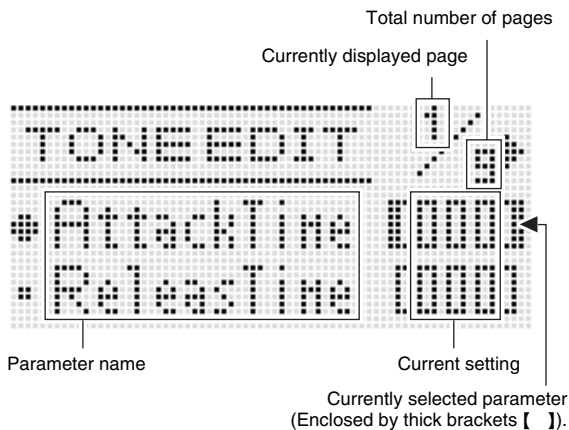 Total number of pages
Currently displayed page
TONE EDIT 1/9
AttackTime 【000】
ReleasTime [000]
Parameter name
Current setting
Currently selected parameter
(Enclosed by thick brackets【 】).